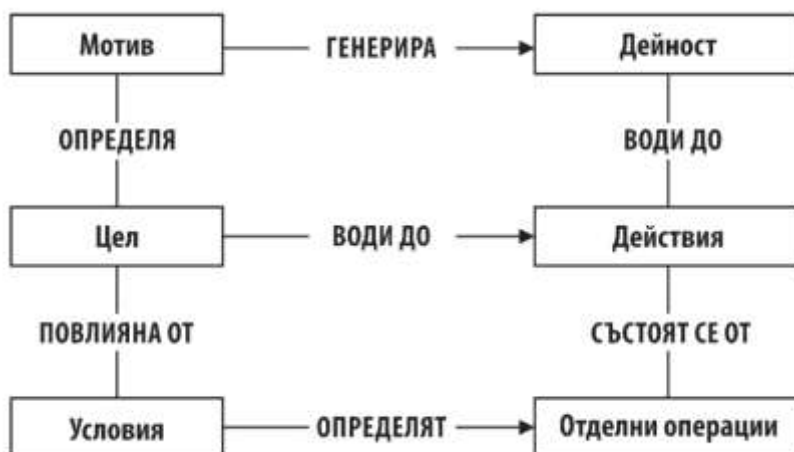 Мотив
ГЕНЕРИРА
Дейност
ОПРЕДЕЛЯ
ВОДИ ДО
Цел
ВОДИ ДО
Действия
ПОВЛИЯНА ОТ
СЪСТОЯТ СЕ ОТ
Условия
ОПРЕДЕЛЯТ
Отделни операции